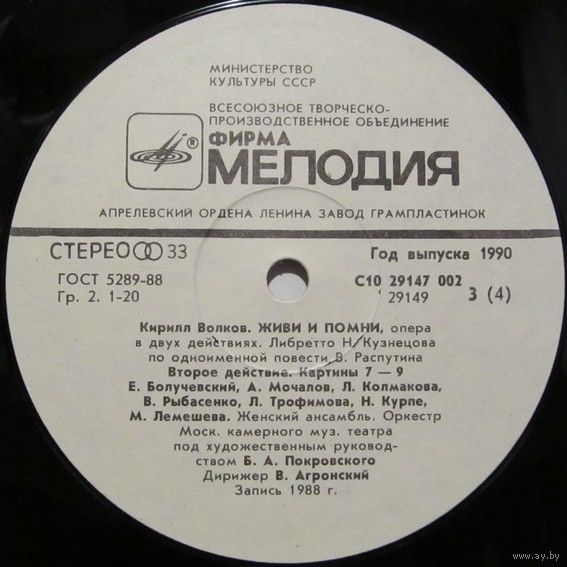 МИНИСТЕРСТВО
КУЛЬТУРЫ СССР
ВСЕСОЮЗНОЕ ТВОРЧЕСКО-
ПРОИЗВОДСТВЕННОЕ ОБЪЕДИНЕНИЕ
®
ФИРМА
МЕЛОДИЯ
АПРЕЛЕВСКИЙ ОРДЕНА ЛЕНИНА ЗАВОД ГРАМПЛАСТИНОК
СТЕРЕО 33
Год выпуска 1990
ГОСТ 5289-88
С10 29147 002
Гр. 2. 1-20
29149
3 (4)
Кирилл Волков. ЖИВИ И ПОМНИ, опера
в двух действиях. Либретто Н. Кузнецова
по одноименной повести В. Распутина
Второе действие. Картины 7 — 9
Е. Болучевский, А. Мочалов, Л. Колмакова,
В. Рыбасенко, Л. Трофимова, Н. Курпе,
М. Лемешева. Женский ансамбль. Оркестр
Моск. камерного муз. театра
под художественным руковод-
ством Б. А. Покровского
Дирижер В. Агронский
Запись 1988 г.
www.ay.by